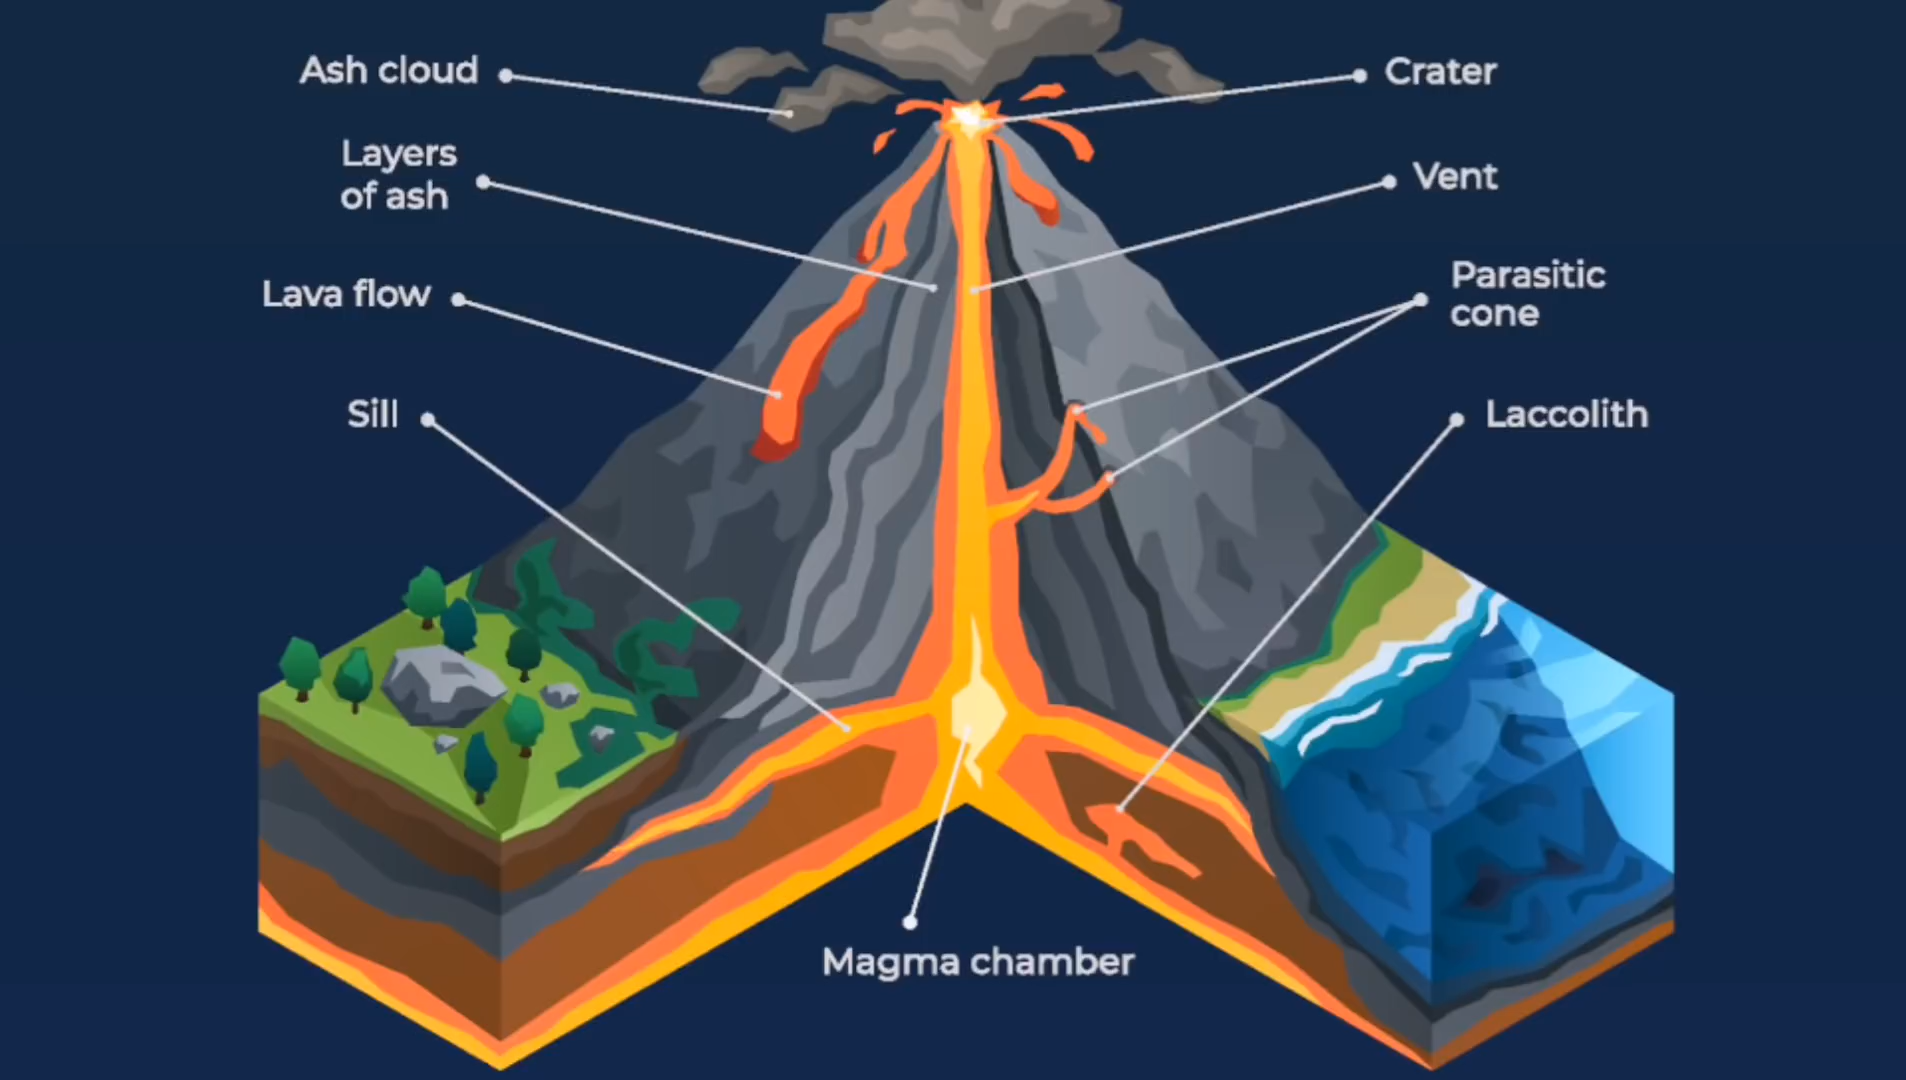 Ash cloud
Crater
Layers
of ash
Vent
Lava flow
Parasitic
cone
Sill
Laccolith
Magma chamber